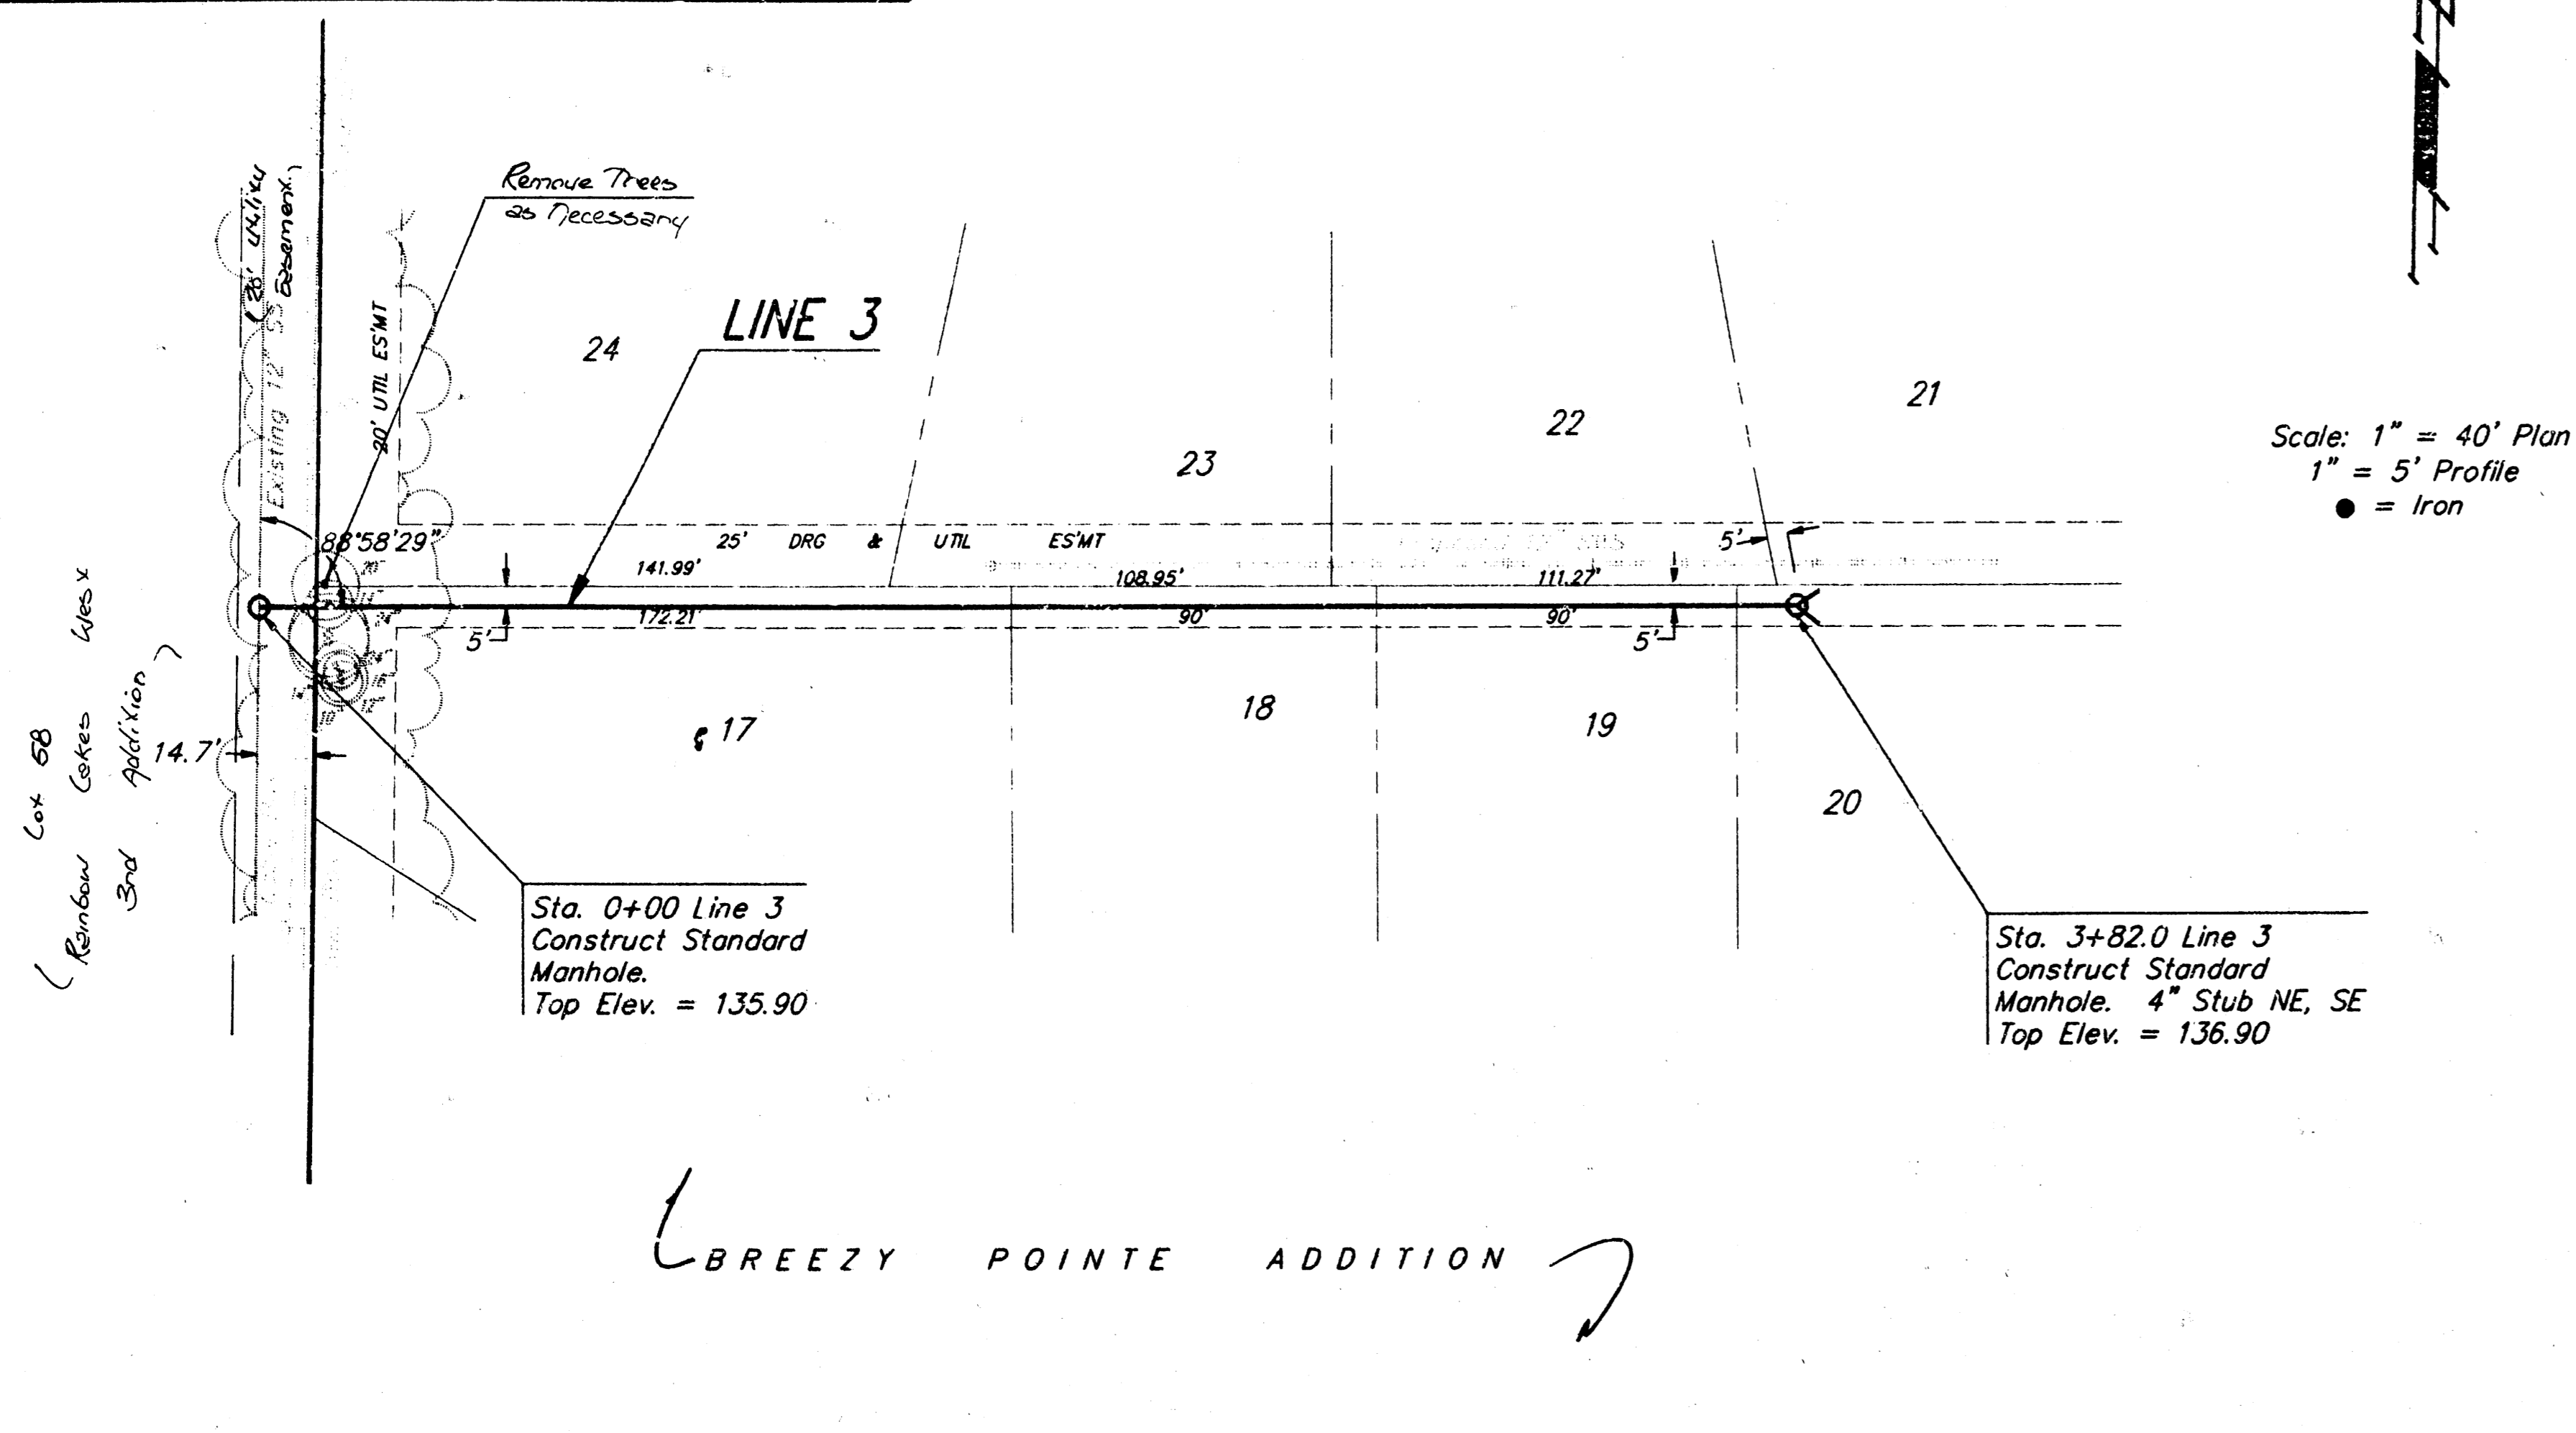 Remove Trees
as Necessary
(20' Utility
Easement)
Existing 12" SS
20' UTIL ES'MT
LINE 3
24
23
22
21
Scale: 1" = 40' Plan
1" = 5' Profile
● = Iron
88°58'29"
25' DRG & UTIL ES'MT
5'
141.99'
108.95'
111.27'
172.21'
90'
90'
5'
5'
17
18
19
20
14.7'
Lot 58
(Rainbow Lakes West
3rd Addition)
Sta. 0+00 Line 3
Construct Standard
Manhole.
Top Elev. = 135.90
Sta. 3+82.0 Line 3
Construct Standard
Manhole. 4" Stub NE, SE
Top Elev. = 136.90
BREEZY POINTE ADDITION